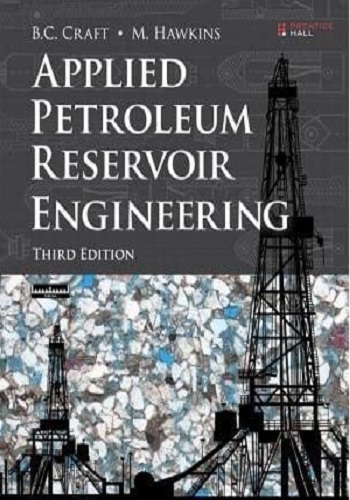 PRENTICE
HALL
B.C. CRAFT • M. HAWKINS
APPLIED
PETROLEUM
RESERVOIR
ENGINEERING
THIRD EDITION